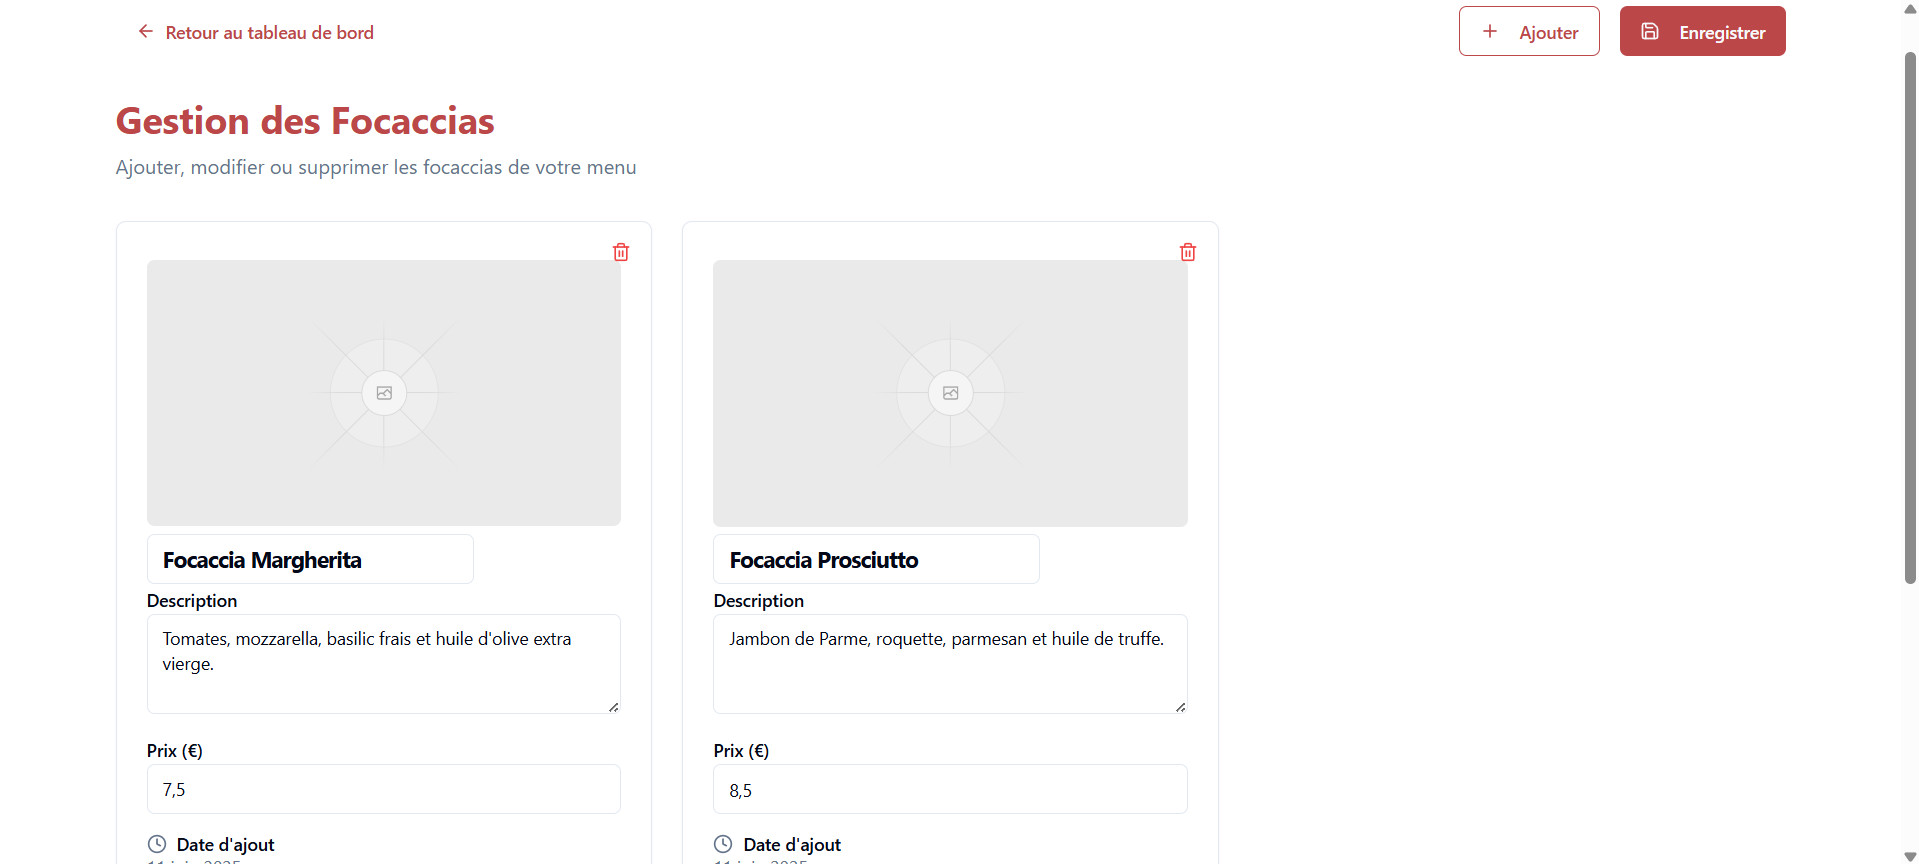 Retour au tableau de bord
Ajouter
Enregistrer
Gestion des Focaccias
Ajouter, modifier ou supprimer les focaccias de votre menu
Focaccia Margherita
Description
Tomates, mozzarella, basilic frais et huile d'olive extra
vierge.
Prix (€)
7,5
Date d'ajout
Focaccia Prosciutto
Description
Jambon de Parme, roquette, parmesan et huile de truffe.
Prix (€)
8,5
Date d'ajout